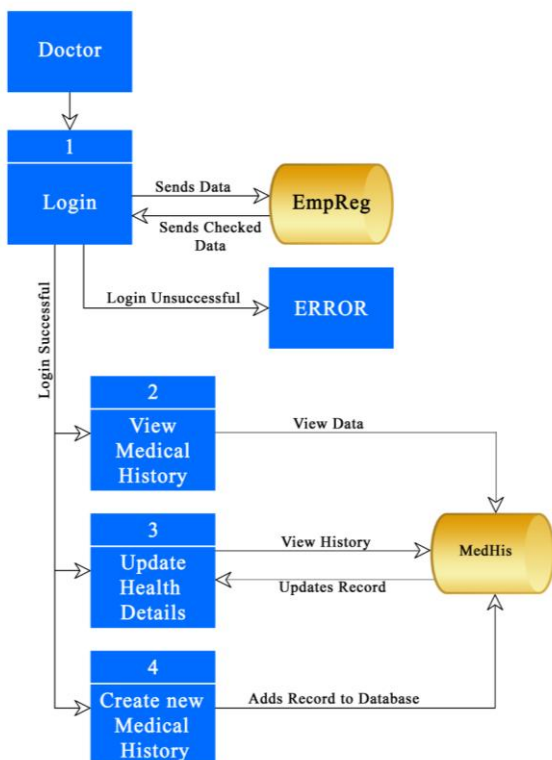 Doctor
1
Login
Sends Data
EmpReg
Sends Checked
Data
Login Unsuccessful
ERROR
Login Successful
2
View
Medical
History
View Data
3
Update
Health
Details
View History
MedHis
Updates Record
4
Create new
Medical
History
Adds Record to Database